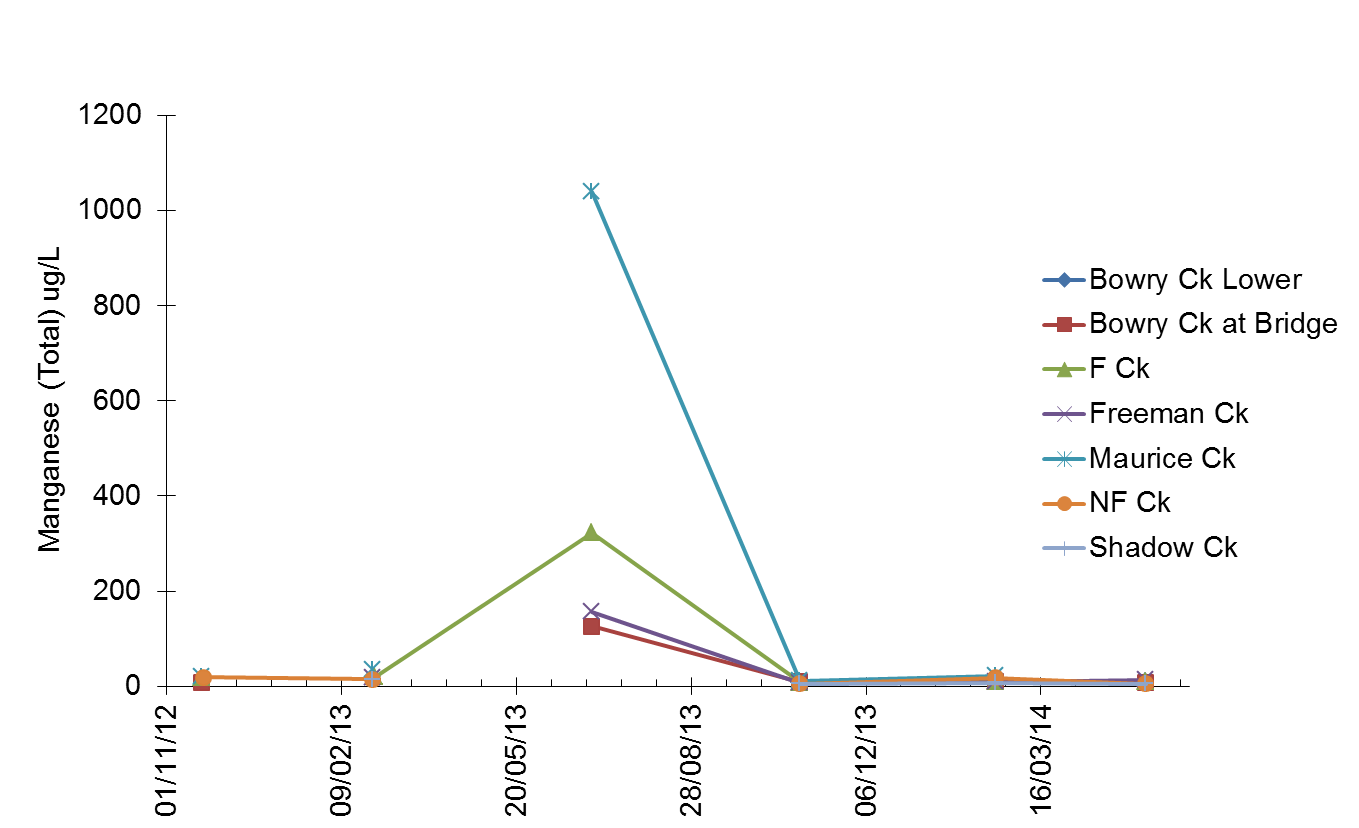 1200
1000
800
600
400
200
0
Manganese (Total) ug/L
01/11/12
09/02/13
20/05/13
28/08/13
06/12/13
16/03/14
Bowry Ck Lower
Bowry Ck at Bridge
F Ck
Freeman Ck
Maurice Ck
NF Ck
Shadow Ck